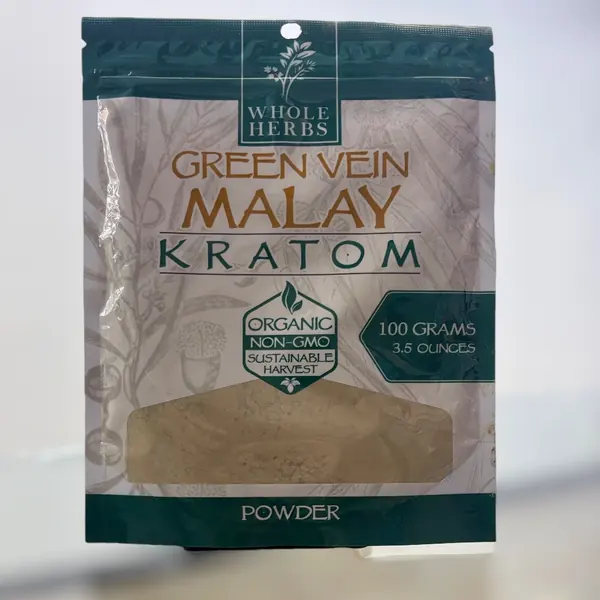 WHOLE
HERBS
GREEN VEIN
MALAY
KRATOM
ORGANIC
NON-GMO
SUSTAINABLE
HARVEST
100 GRAMS
3.5 OUNCES
POWDER